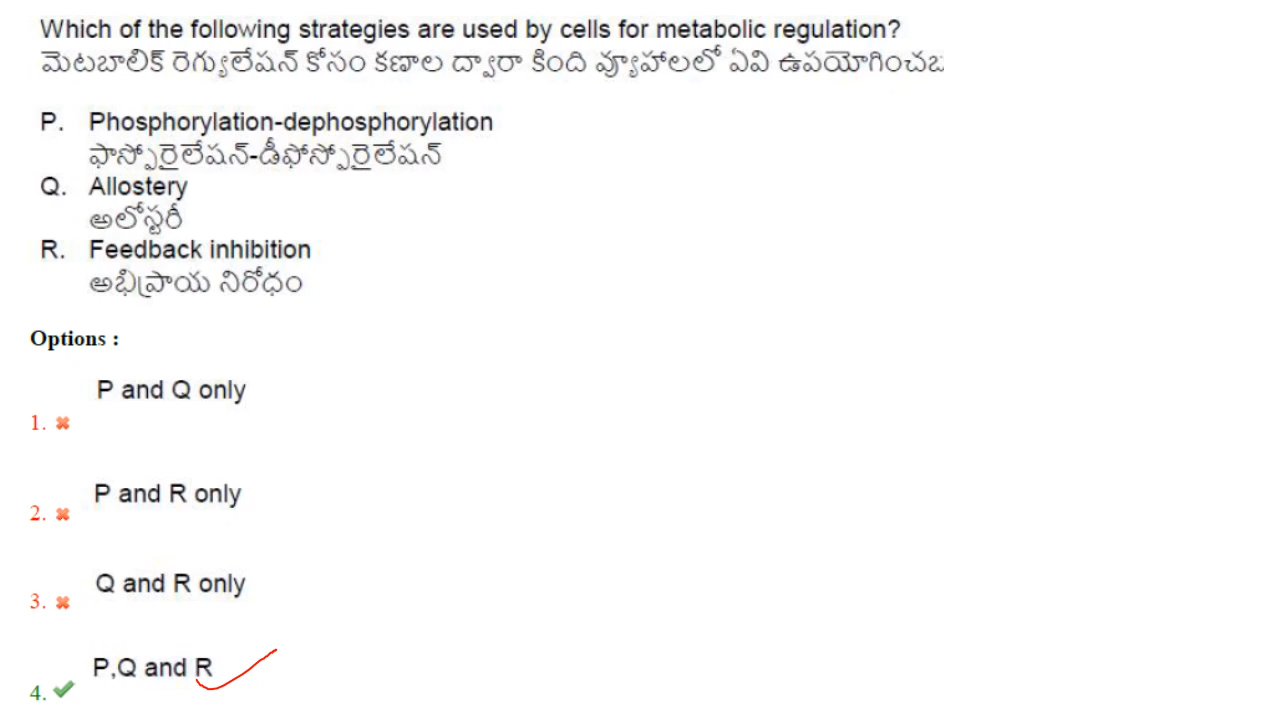 Which of the following strategies are used by cells for metabolic regulation?
మెటబాలిక్ రెగ్యులేషన్ కోసం కణాల ద్వారా కింది వ్యూహాలలో ఏవి ఉపయోగించబ
P. Phosphorylation-dephosphorylation
ఫాస్ఫోరైలేషన్-డీఫోస్ఫోరైలేషన్
Q. Allostery
అలోస్టరీ
R. Feedback inhibition
అభిప్రాయ నిరోధం
Options :
P and Q only
1.
P and R only
2.
Q and R only
3.
P,Q and R
4.